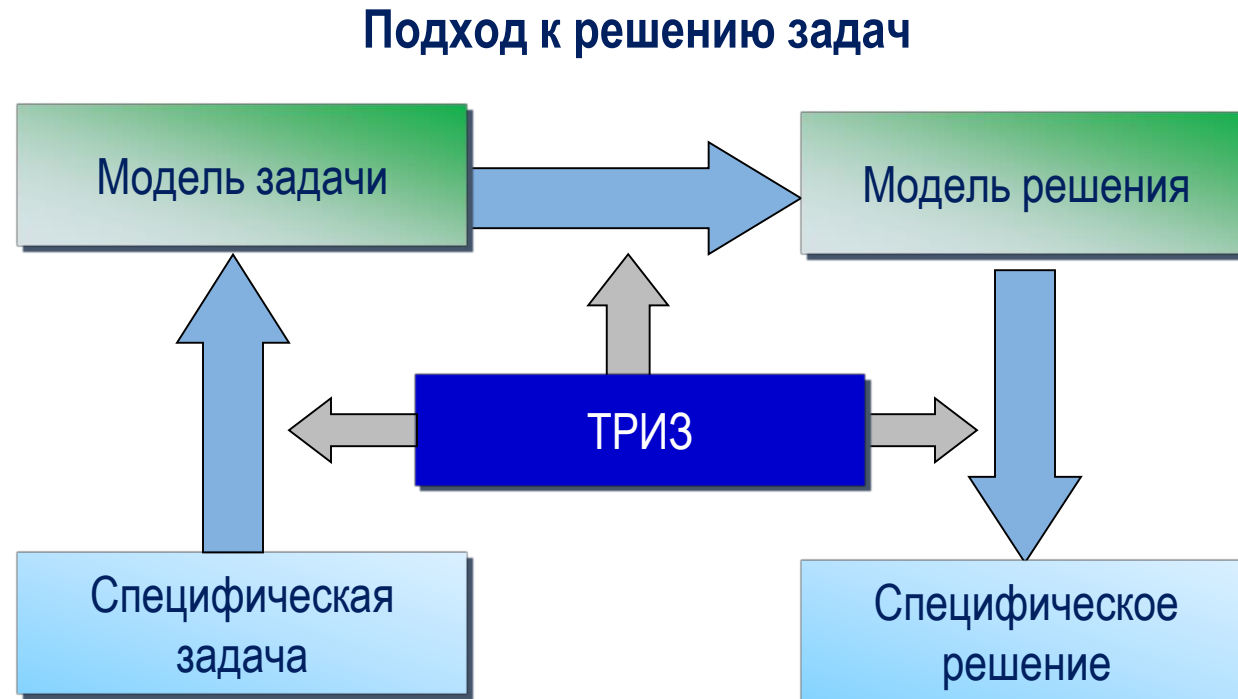 Подход к решению задач
Модель задачи
Модель решения
ТРИЗ
Специфическая
задача
Специфическое
решение